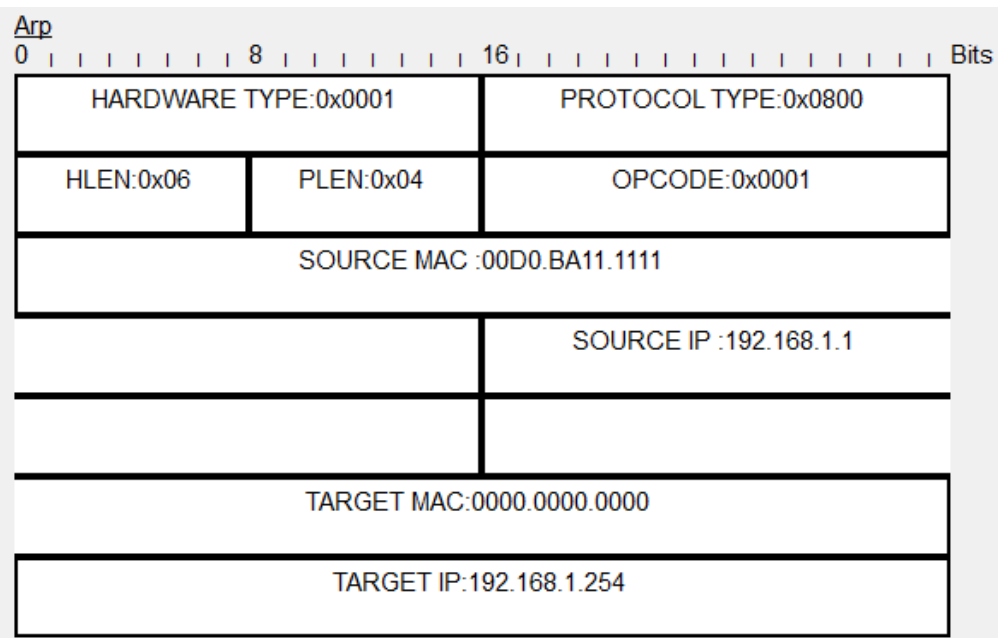 Arp
0 8 16 Bits
HARDWARE TYPE:0x0001 PROTOCOL TYPE:0x0800
HLEN:0x06 PLEN:0x04 OPCODE:0x0001
SOURCE MAC :00D0.BA11.1111
SOURCE IP :192.168.1.1
TARGET MAC:0000.0000.0000
TARGET IP:192.168.1.254